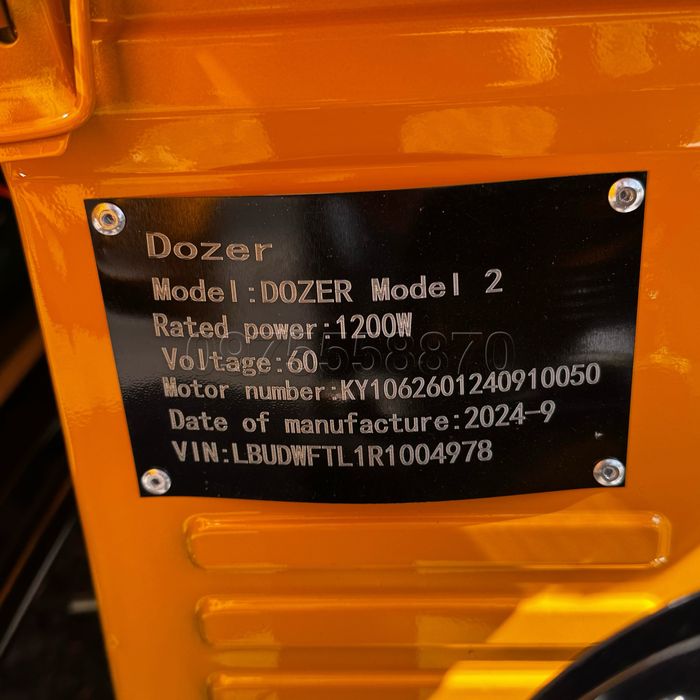 Dozer
Model:DOZER Model 2
Rated power:1200W
Voltage:60
Motor number:KY1062601240910050
Date of manufacture:2024-9
VIN:LBUDWFTL1R1004978